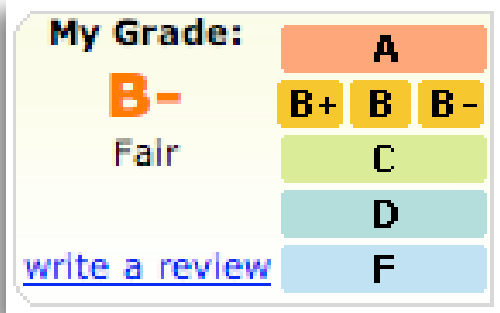 My Grade:
B-
Fair
write a review
A
B+ B B-
C
D
F